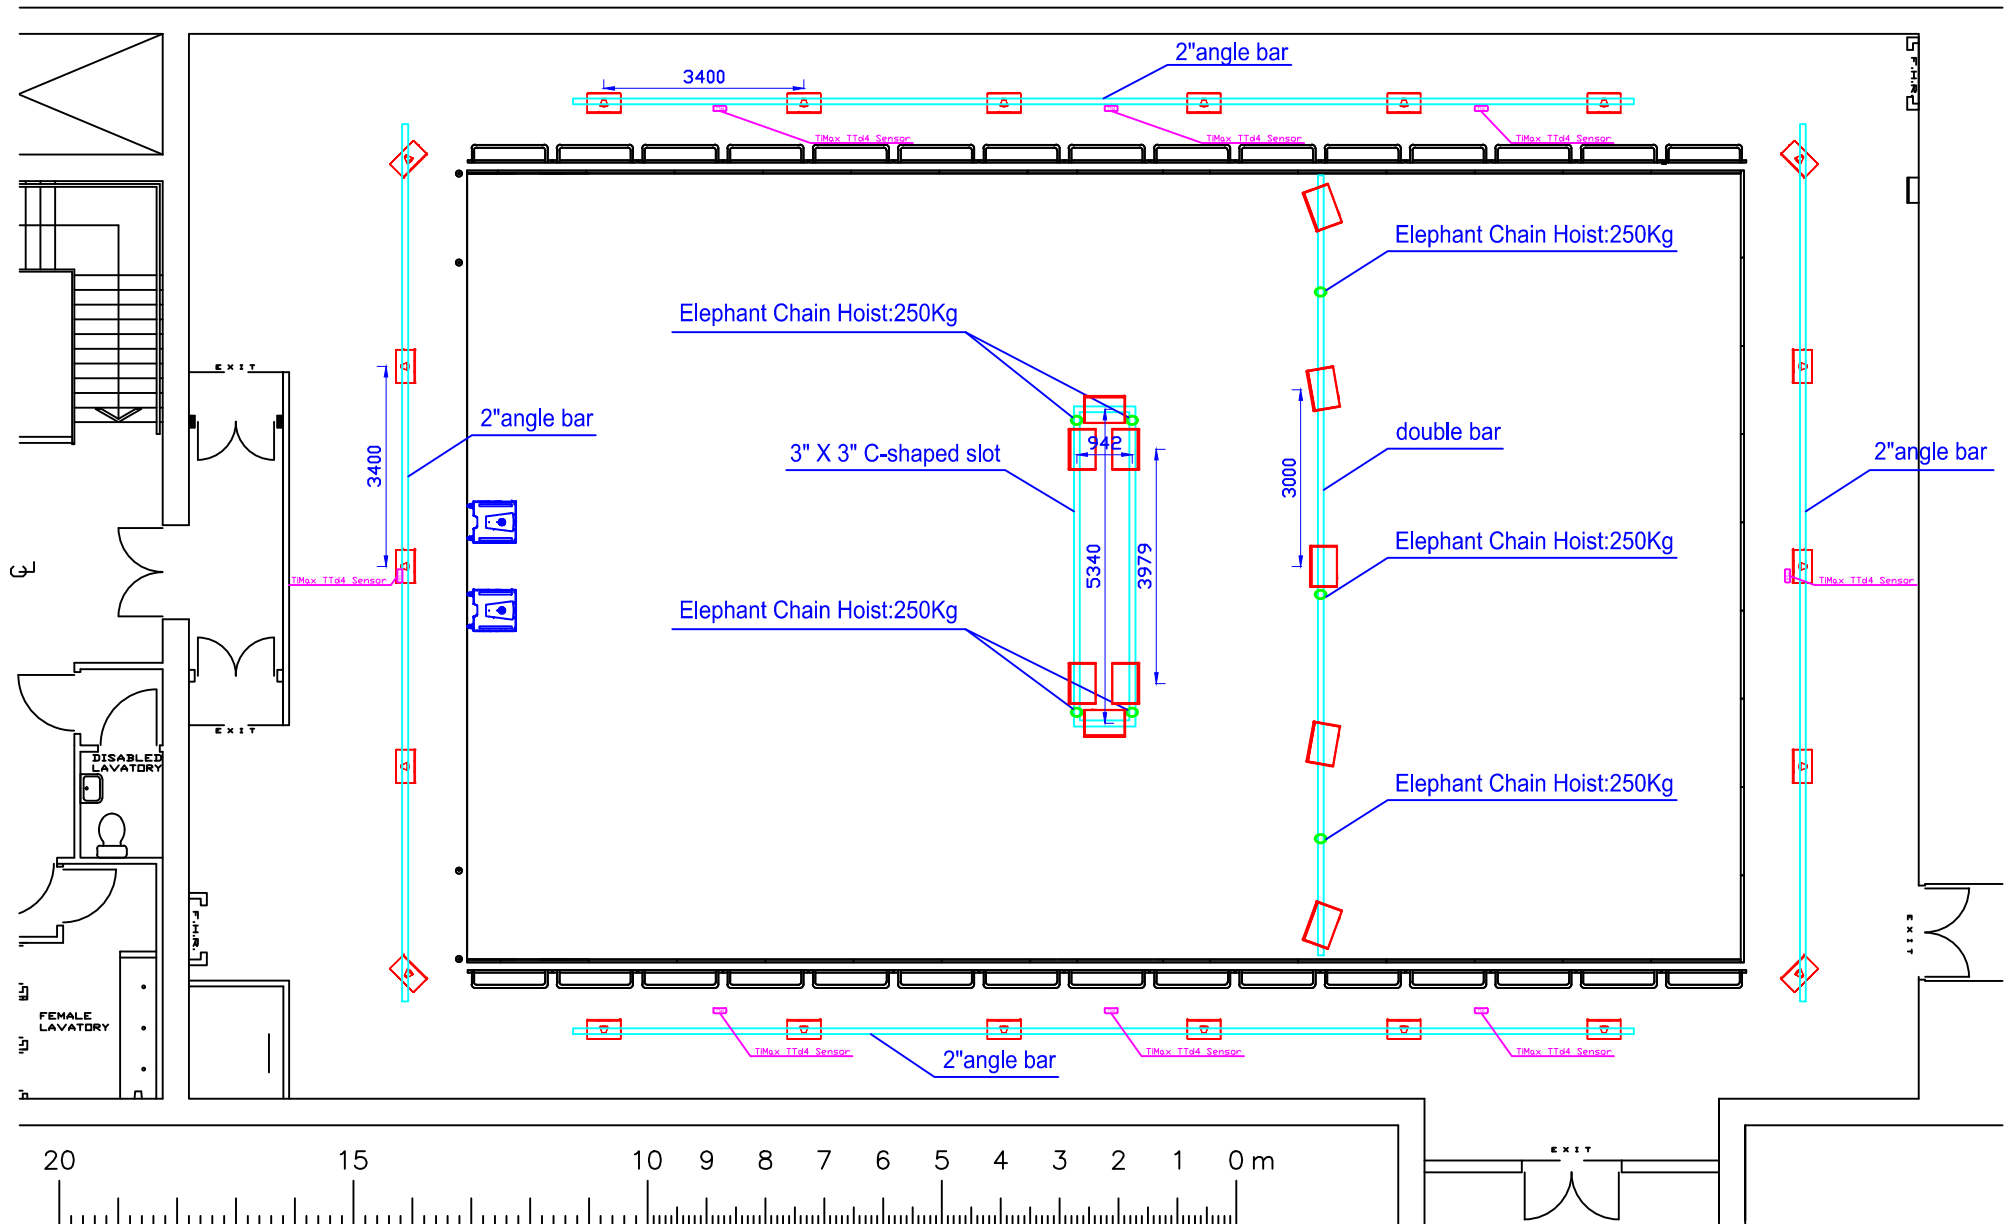 2"angle bar
3400
F.H.R.
TiMax TTd4 Sensor
TiMax TTd4 Sensor
TiMax TTd4 Sensor
Elephant Chain Hoist:250Kg
Elephant Chain Hoist:250Kg
EXIT
2"angle bar
942
double bar
3" X 3" C-shaped slot
2"angle bar
3400
3000
5340
3979
Elephant Chain Hoist:250Kg
TiMax TTd4 Sensor
TiMax TTd4 Sensor
Elephant Chain Hoist:250Kg
EXIT
DISABLED
LAVATORY
Elephant Chain Hoist:250Kg
F.H.R.
EXIT
FEMALE
LAVATORY
TiMax TTd4 Sensor
TiMax TTd4 Sensor
TiMax TTd4 Sensor
2"angle bar
EXIT
20 15 10 9 8 7 6 5 4 3 2 1 0 m